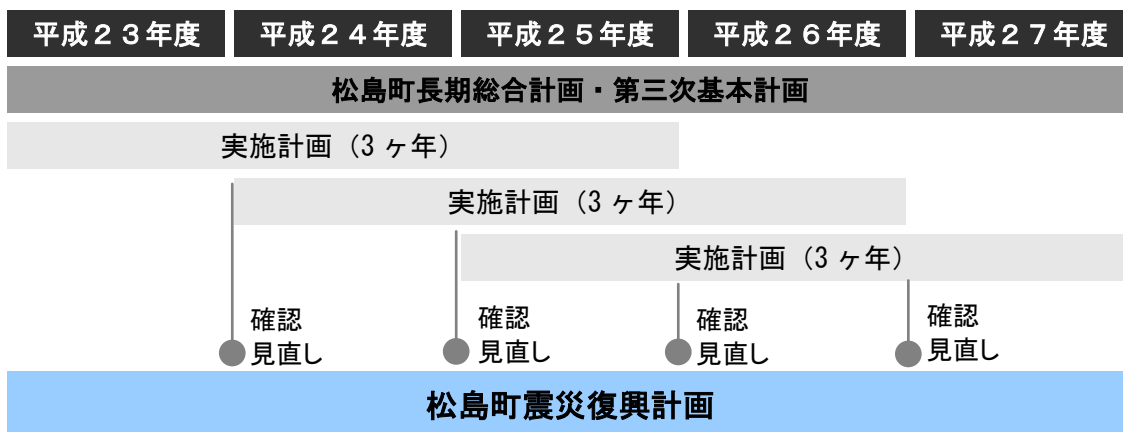 平成２３年度
平成２４年度
平成２５年度
平成２６年度
平成２７年度
松島町長期総合計画・第三次基本計画
実施計画（3 ヶ年）
実施計画（3 ヶ年）
実施計画（3 ヶ年）
確認
見直し
確認
見直し
確認
見直し
確認
見直し
松島町震災復興計画